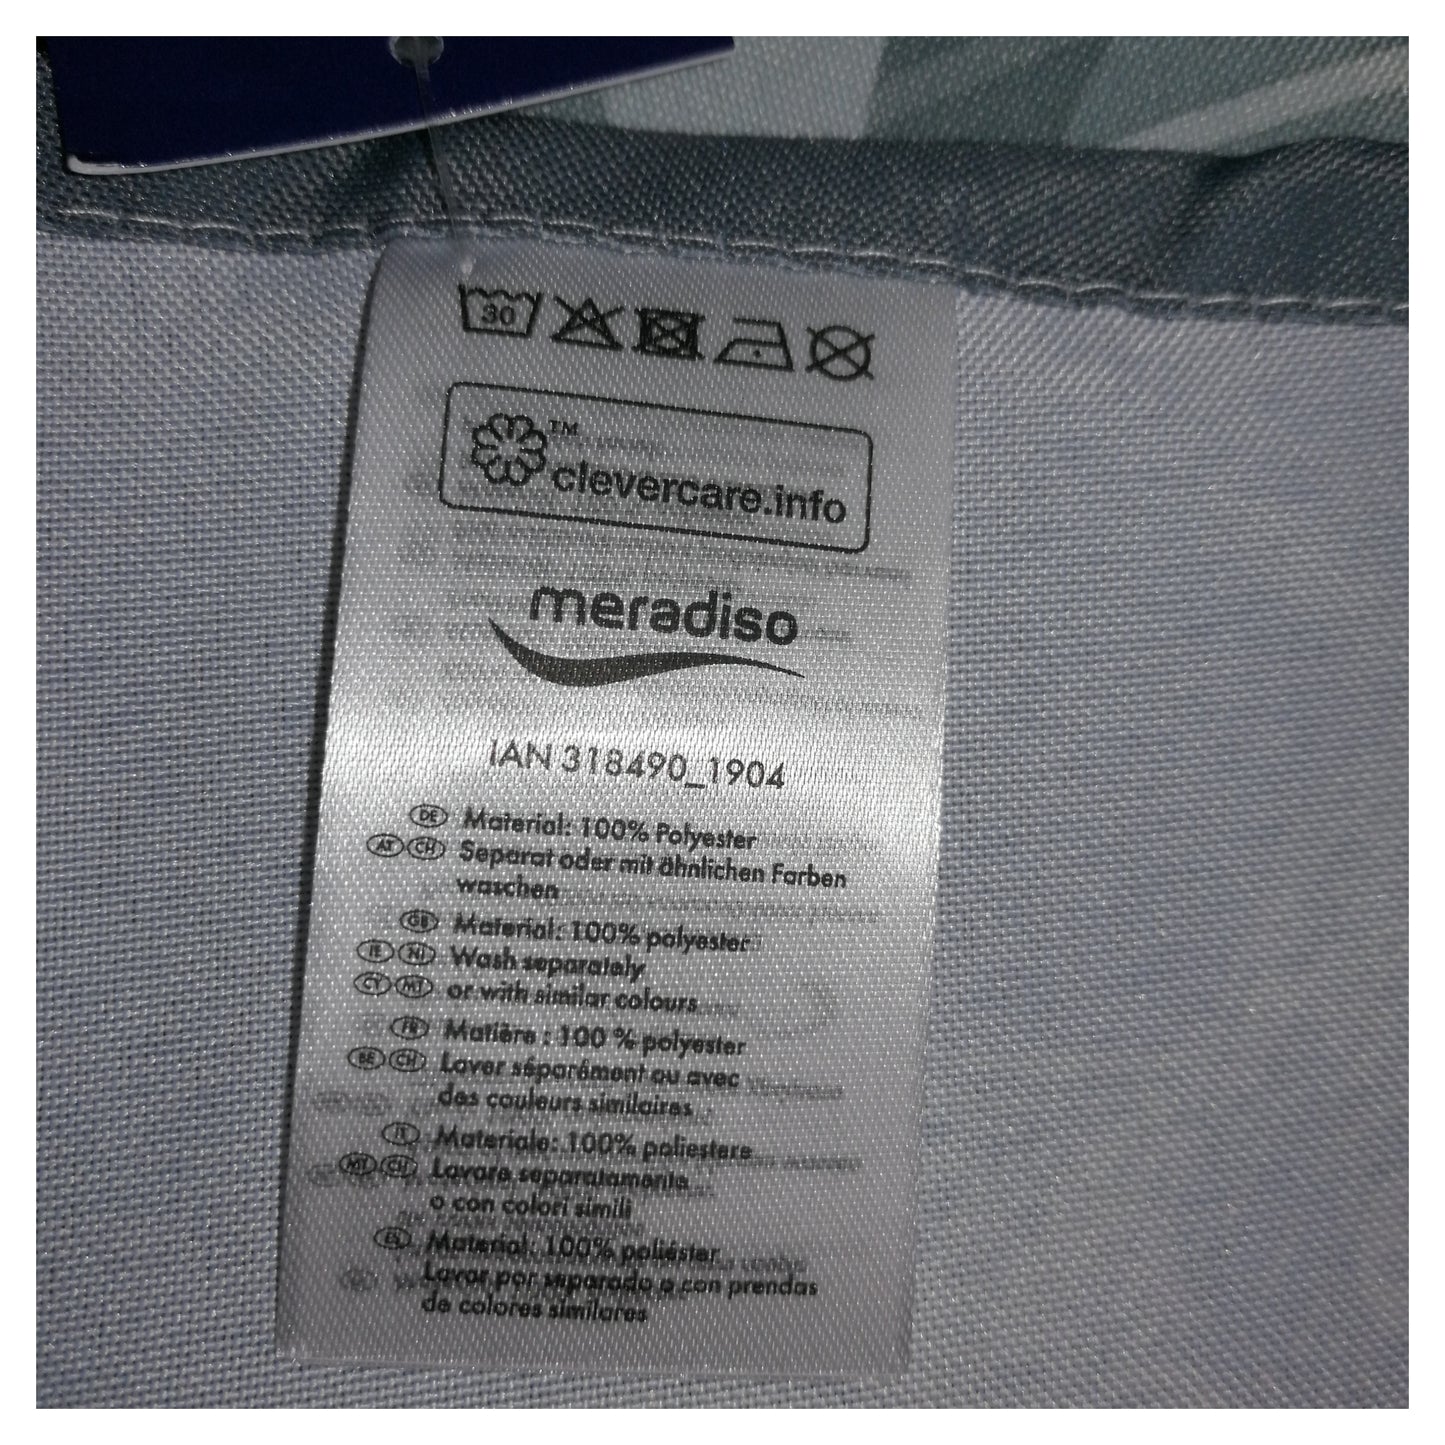 30
™
clevercare.info
meradiso
IAN 318490_1904
DE Material: 100% Polyester
AT CH Separat oder mit ähnlichen Farben
waschen
GB Material: 100% polyester
IE NI Wash separately
CY MT or with similar colours
FR Matière : 100 % polyester
BE CH Laver séparément ou avec
des couleurs similaires
IT Materiale: 100% poliestere
MT CH Lavare separatamente
o con colori simili
ES Material: 100% poliéster
Lavar por separado o con prendas
de colores similares